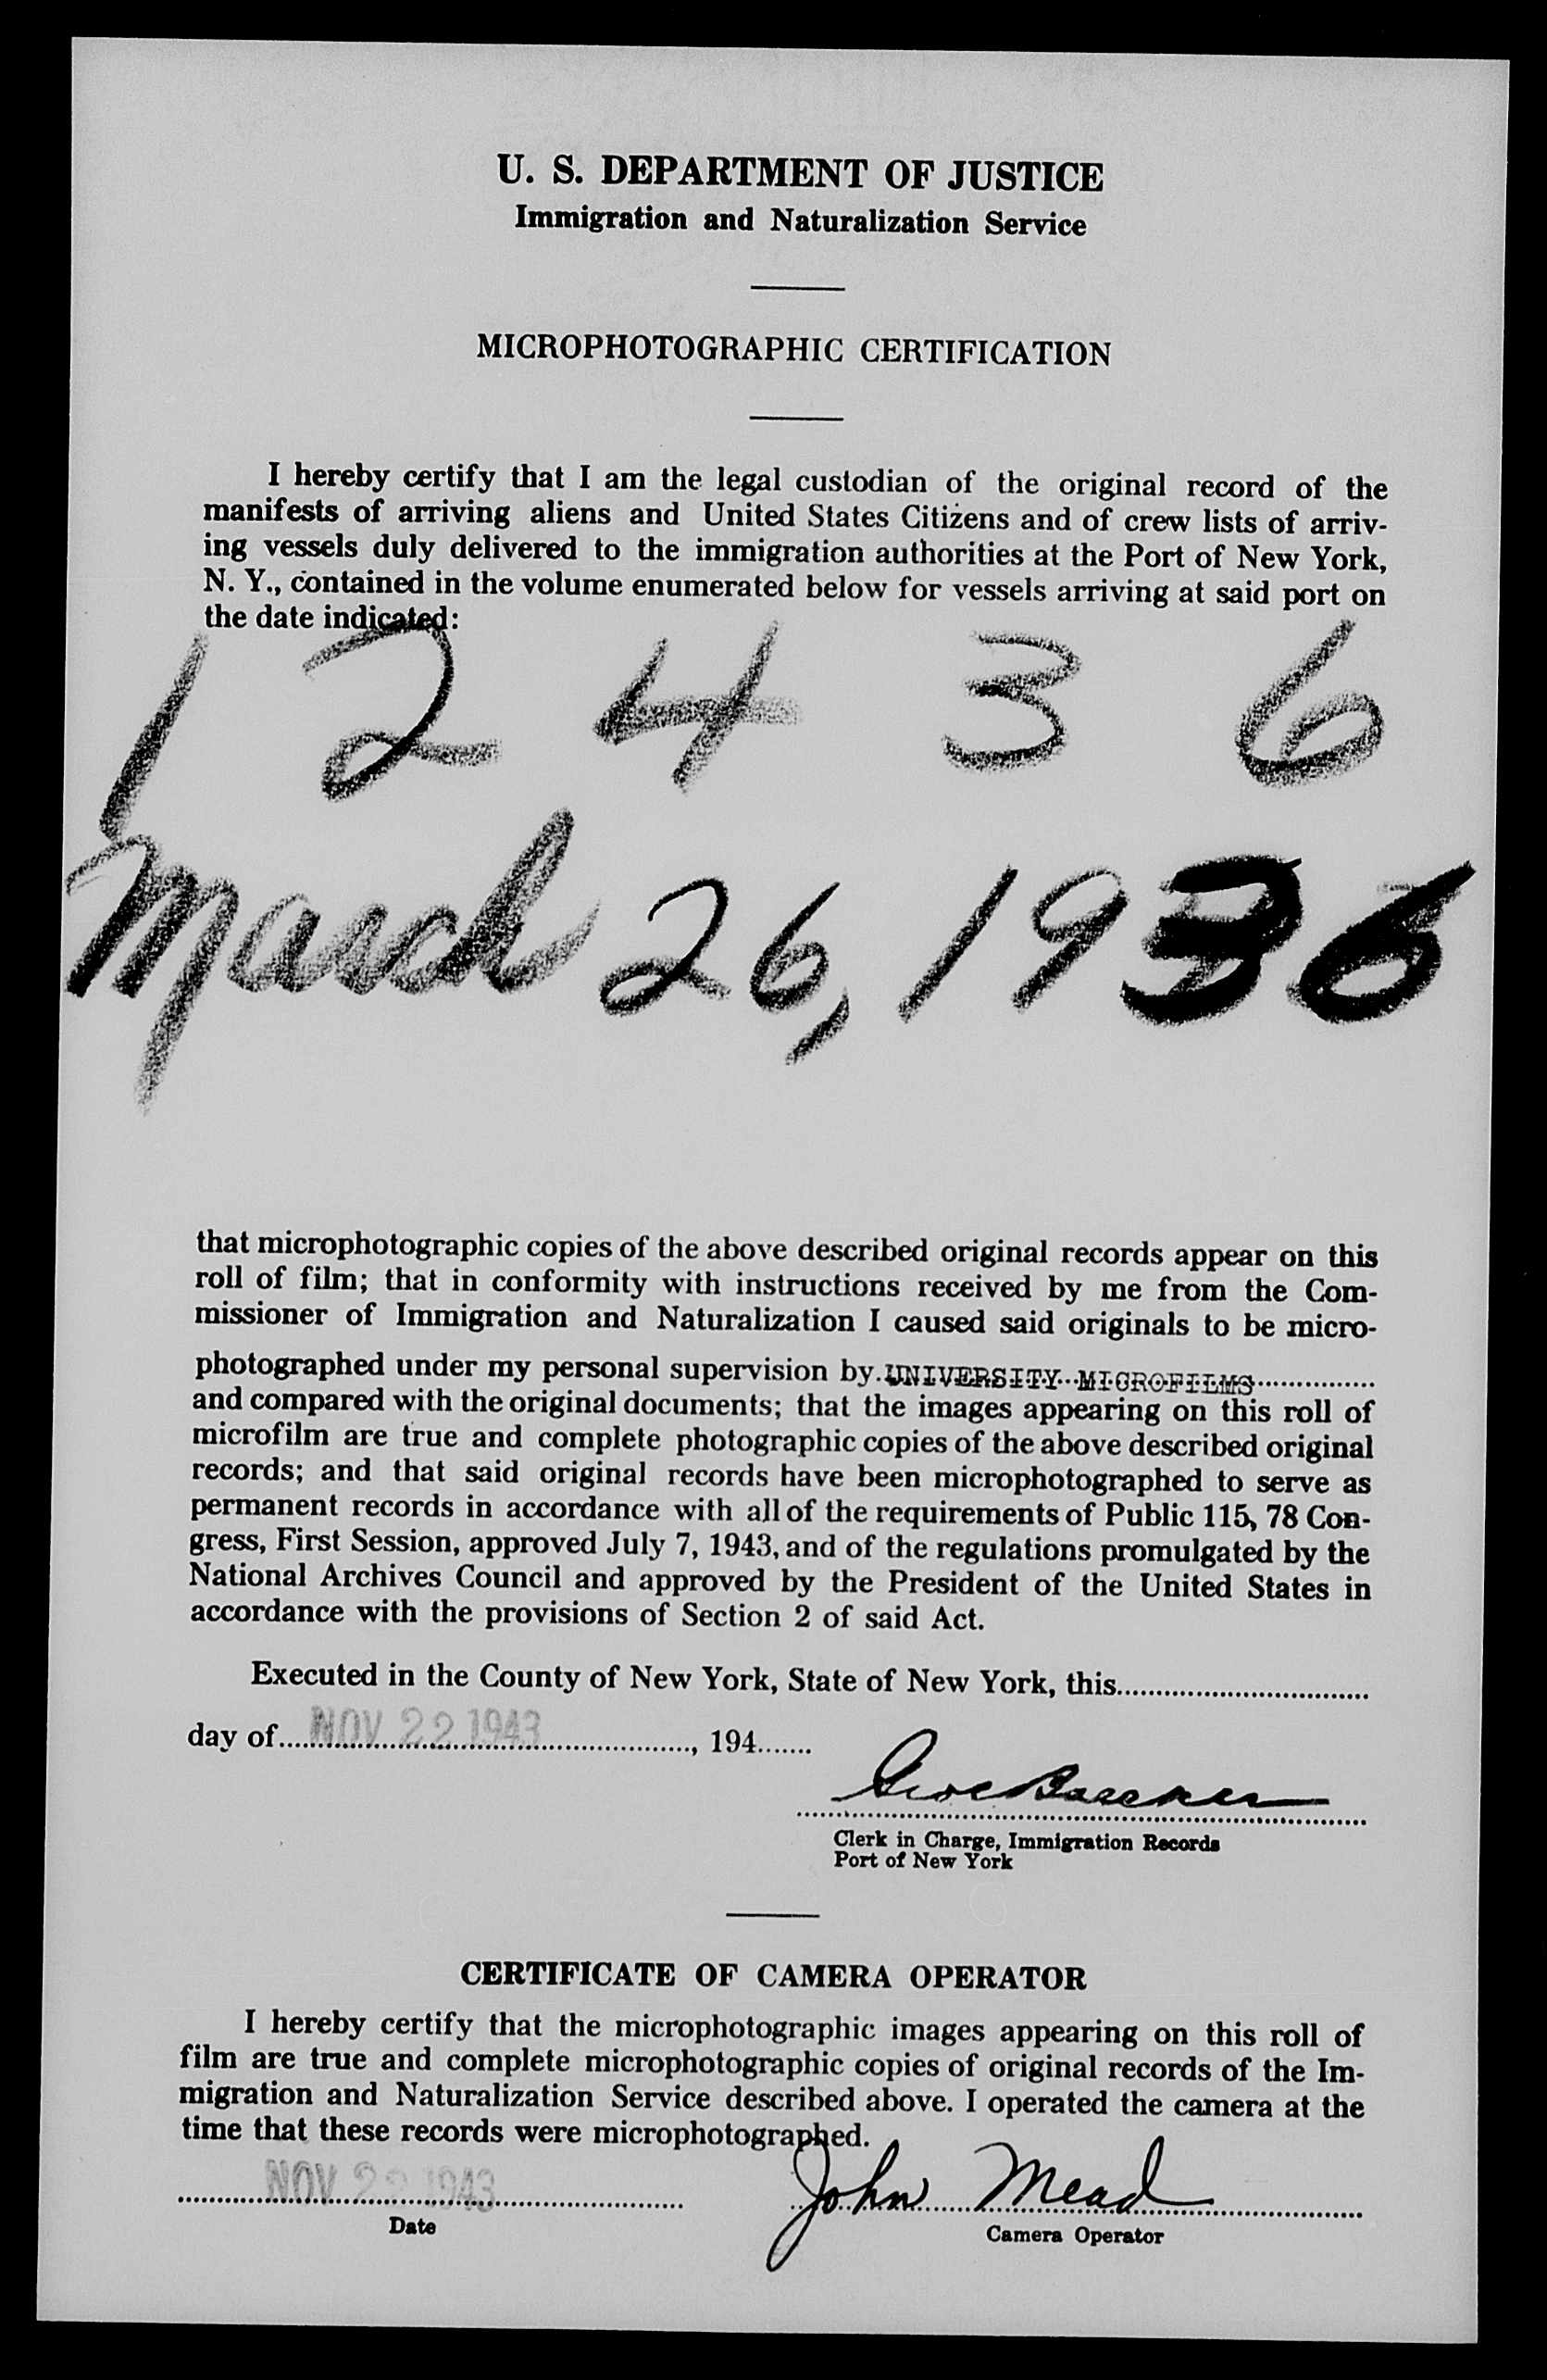 U. S. DEPARTMENT OF JUSTICE
Immigration and Naturalization Service
MICROPHOTOGRAPHIC CERTIFICATION
I hereby certify that I am the legal custodian of the original record of the
manifests of arriving aliens and United States Citizens and of crew lists of arriv-
ing vessels duly delivered to the immigration authorities at the Port of New York,
N. Y., contained in the volume enumerated below for vessels arriving at said port on
the date indicated:
1 2 4 3 6
March 26, 1936
that microphotographic copies of the above described original records appear on this
roll of film; that in conformity with instructions received by me from the Com-
missioner of Immigration and Naturalization I caused said originals to be micro-
photographed under my personal supervision by UNIVERSITY MICROFILMS
and compared with the original documents; that the images appearing on this roll of
microfilm are true and complete photographic copies of the above described original
records; and that said original records have been microphotographed to serve as
permanent records in accordance with all of the requirements of Public 115, 78 Con-
gress, First Session, approved July 7, 1943, and of the regulations promulgated by the
National Archives Council and approved by the President of the United States in
accordance with the provisions of Section 2 of said Act.
Executed in the County of New York, State of New York, this
day of NOV 22 1943, 194
Clerk in Charge, Immigration Records
Port of New York
CERTIFICATE OF CAMERA OPERATOR
I hereby certify that the microphotographic images appearing on this roll of
film are true and complete microphotographic copies of original records of the Im-
migration and Naturalization Service described above. I operated the camera at the
time that these records were microphotographed.
NOV 22 1943 John Mead
Date
Camera Operator